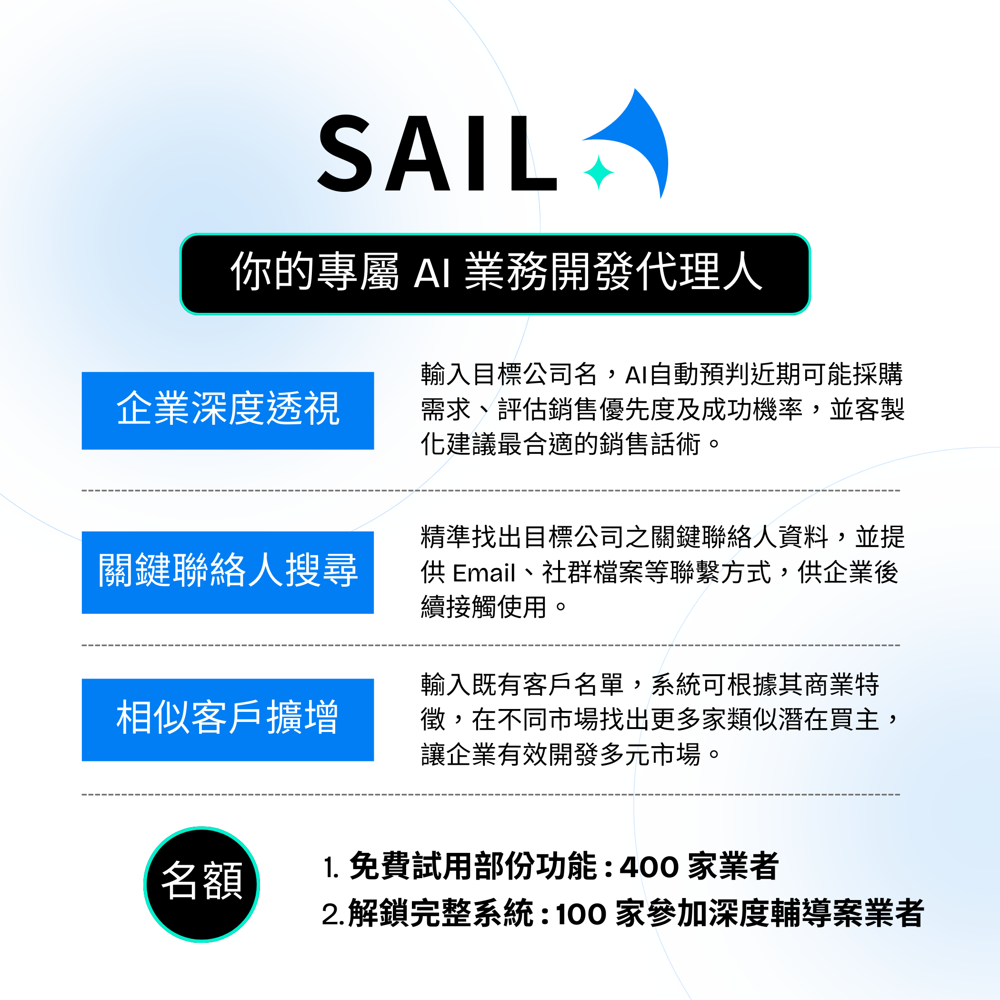 SAIL
你的專屬 AI 業務開發代理人
企業深度透視
輸入目標公司名，AI自動預判近期可能採購
需求、評估銷售優先度及成功機率，並客製
化建議最合適的銷售話術。
關鍵聯絡人搜尋
精準找出目標公司之關鍵聯絡人資料，並提
供 Email、社群檔案等聯繫方式，供企業後
續接觸使用。
相似客戶擴增
輸入既有客戶名單，系統可根據其商業特
徵，在不同市場找出更多家類似潛在買主，
讓企業有效開發多元市場。
名額
1. 免費試用部份功能 : 400 家業者
2. 解鎖完整系統 : 100 家參加深度輔導案業者